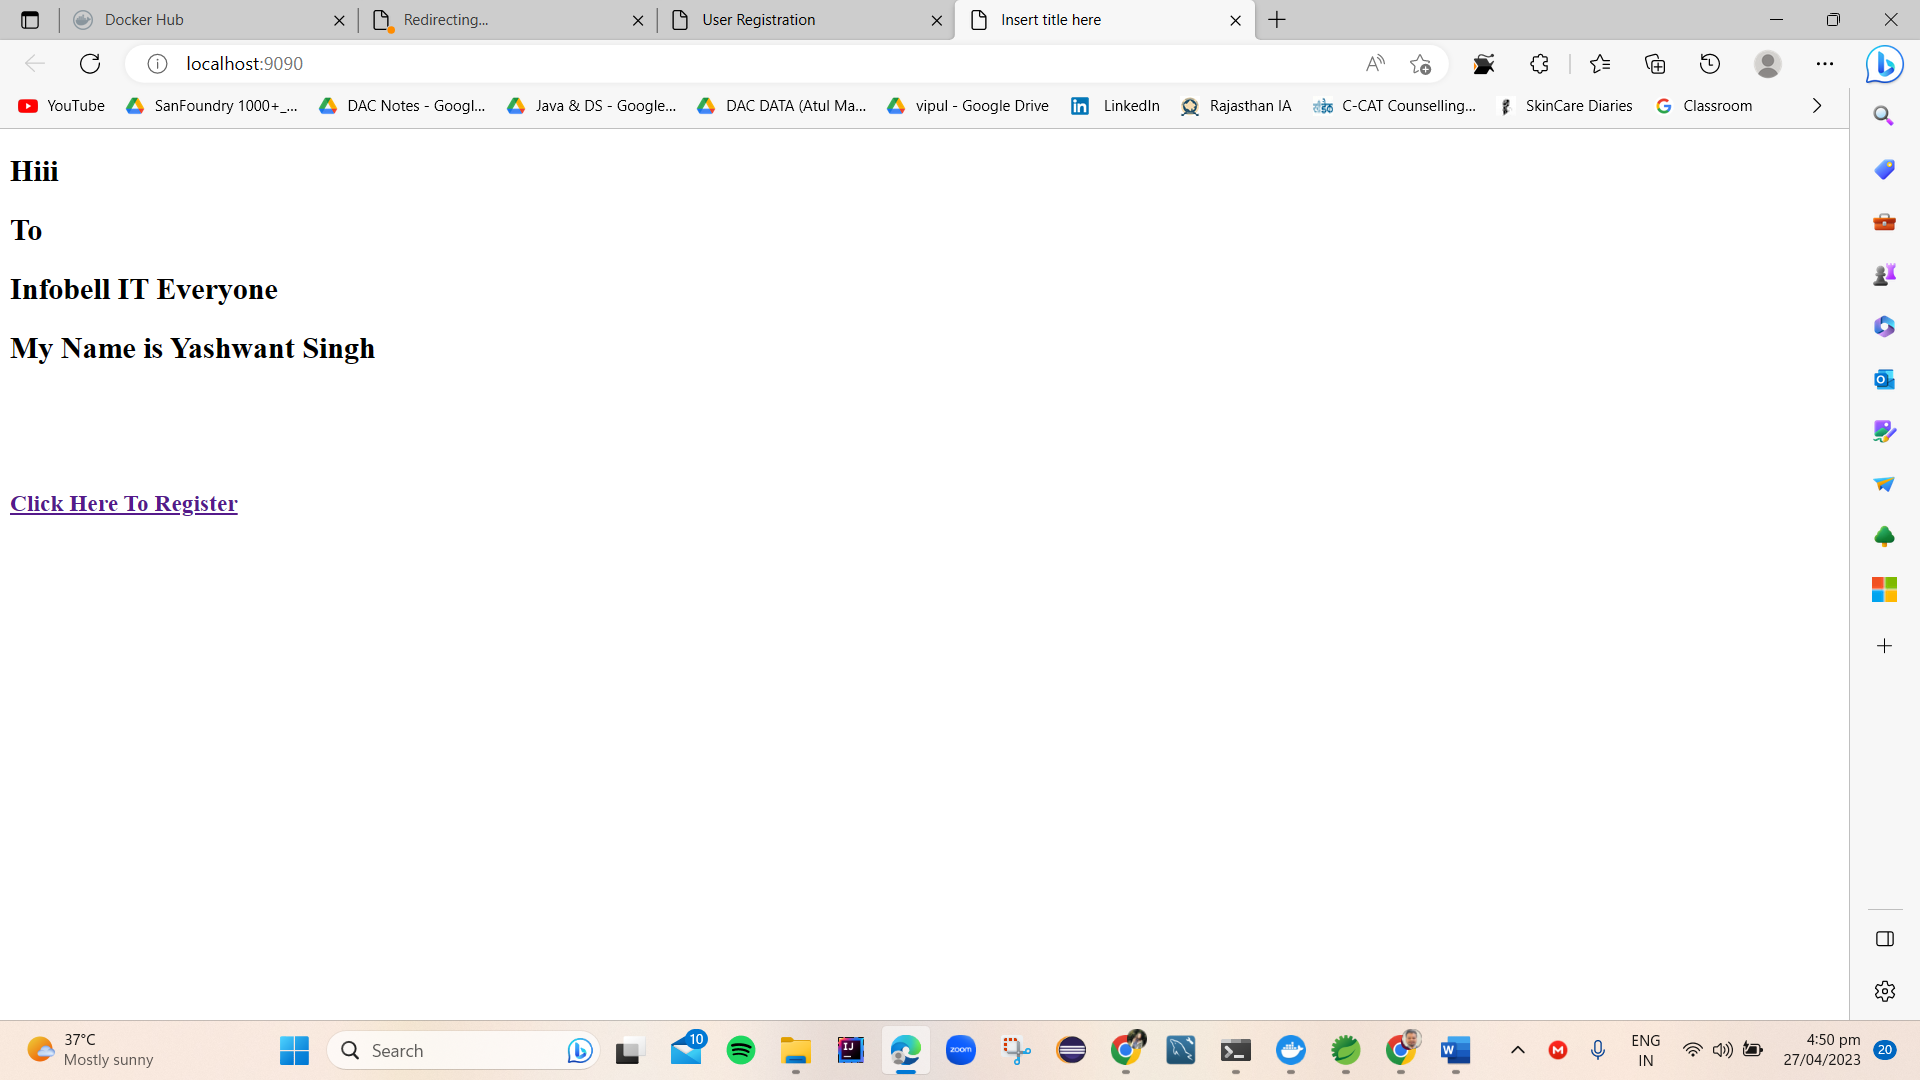 Docker Hub
Redirecting...
User Registration
Insert title here
localhost:9090
YouTube
SanFoundry 1000+_...
DAC Notes - Googl...
Java & DS - Google...
DAC DATA (Atul Ma...
vipul - Google Drive
LinkedIn
Rajasthan IA
C-CAT Counselling...
SkinCare Diaries
Classroom
Hiii
To
Infobell IT Everyone
My Name is Yashwant Singh
Click Here To Register
37°C
Mostly sunny
Search
10
zoom
ENG
IN
4:50 pm
27/04/2023
20